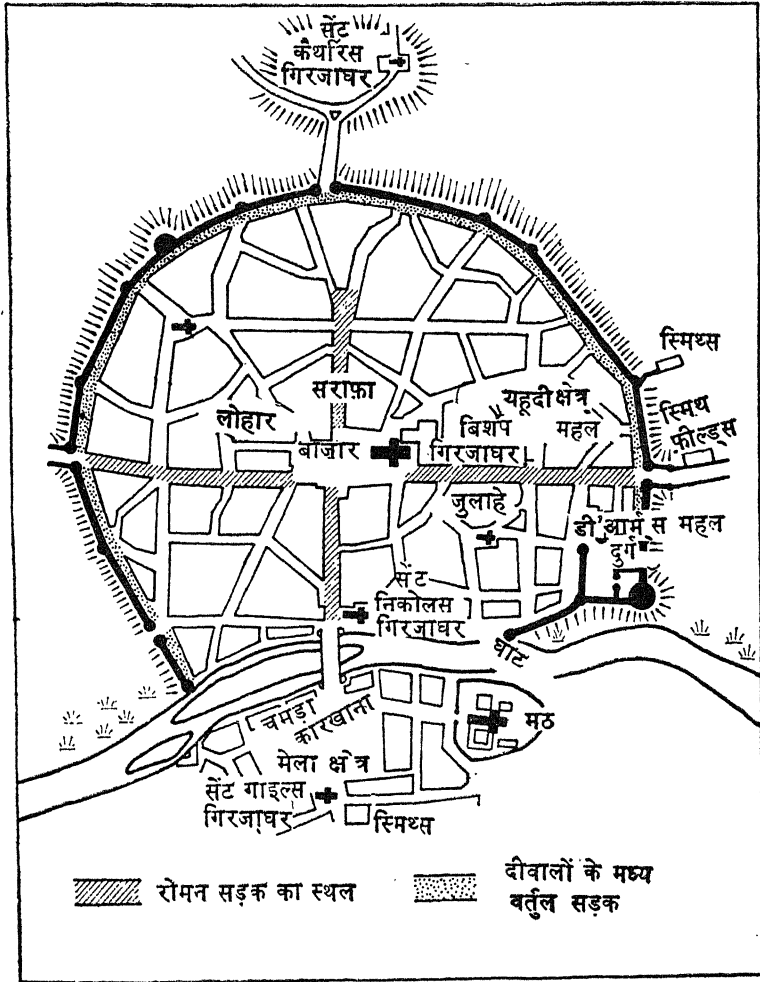 सेंट
कैथरिस
गिरजाघर
स्मिथ्स
स्मिथ
फ़ील्ड्स
सराफ़ा
लोहार
बाजार
यहूदीक्षेत्र
बिशप महल
गिरजाघर
जुलाहे
डी'आर्मस महल
दुर्ग
सेंट
निकोलस
गिरजाघर
घाट
चमड़ा
कारखाना
मठ
मेला क्षेत्र
सेंट गाइल्स
गिरजाघर
स्मिथ्स
रोमन सड़क का स्थल
दीवालों के मध्य
वर्तुल सड़क